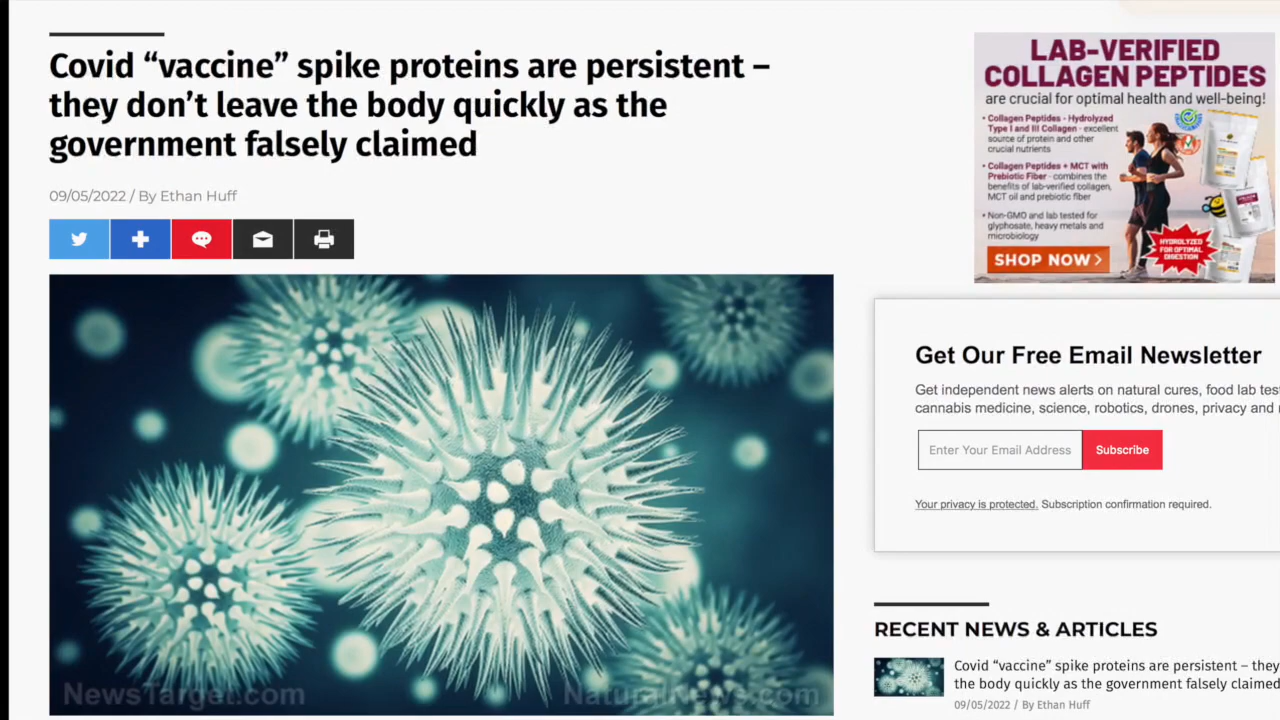 Covid “vaccine” spike proteins are persistent –
they don’t leave the body quickly as the
government falsely claimed
09/05/2022 / By Ethan Huff
NewsTarget.com
NaturalNews.com
LAB-VERIFIED
COLLAGEN PEPTIDES
are crucial for optimal health and well-being!
• Collagen Peptides - Hydrolyzed
Type I and III Collagen - excellent
source of protein and other
crucial nutrients
• Collagen Peptides + MCT with
Prebiotic Fiber - combines the
benefits of lab-verified collagen,
MCT oil and prebiotic fiber
• Non-GMO and lab tested for
glyphosate, heavy metals and
microbiology
SHOP NOW >
HYDROLYZED
FOR OPTIMAL
DIGESTION
Get Our Free Email Newsletter
Get independent news alerts on natural cures, food lab tes
cannabis medicine, science, robotics, drones, privacy and
Enter Your Email Address
Subscribe
Your privacy is protected. Subscription confirmation required.
RECENT NEWS & ARTICLES
Covid “vaccine” spike proteins are persistent – they
the body quickly as the government falsely claimed
09/05/2022 / By Ethan Huff